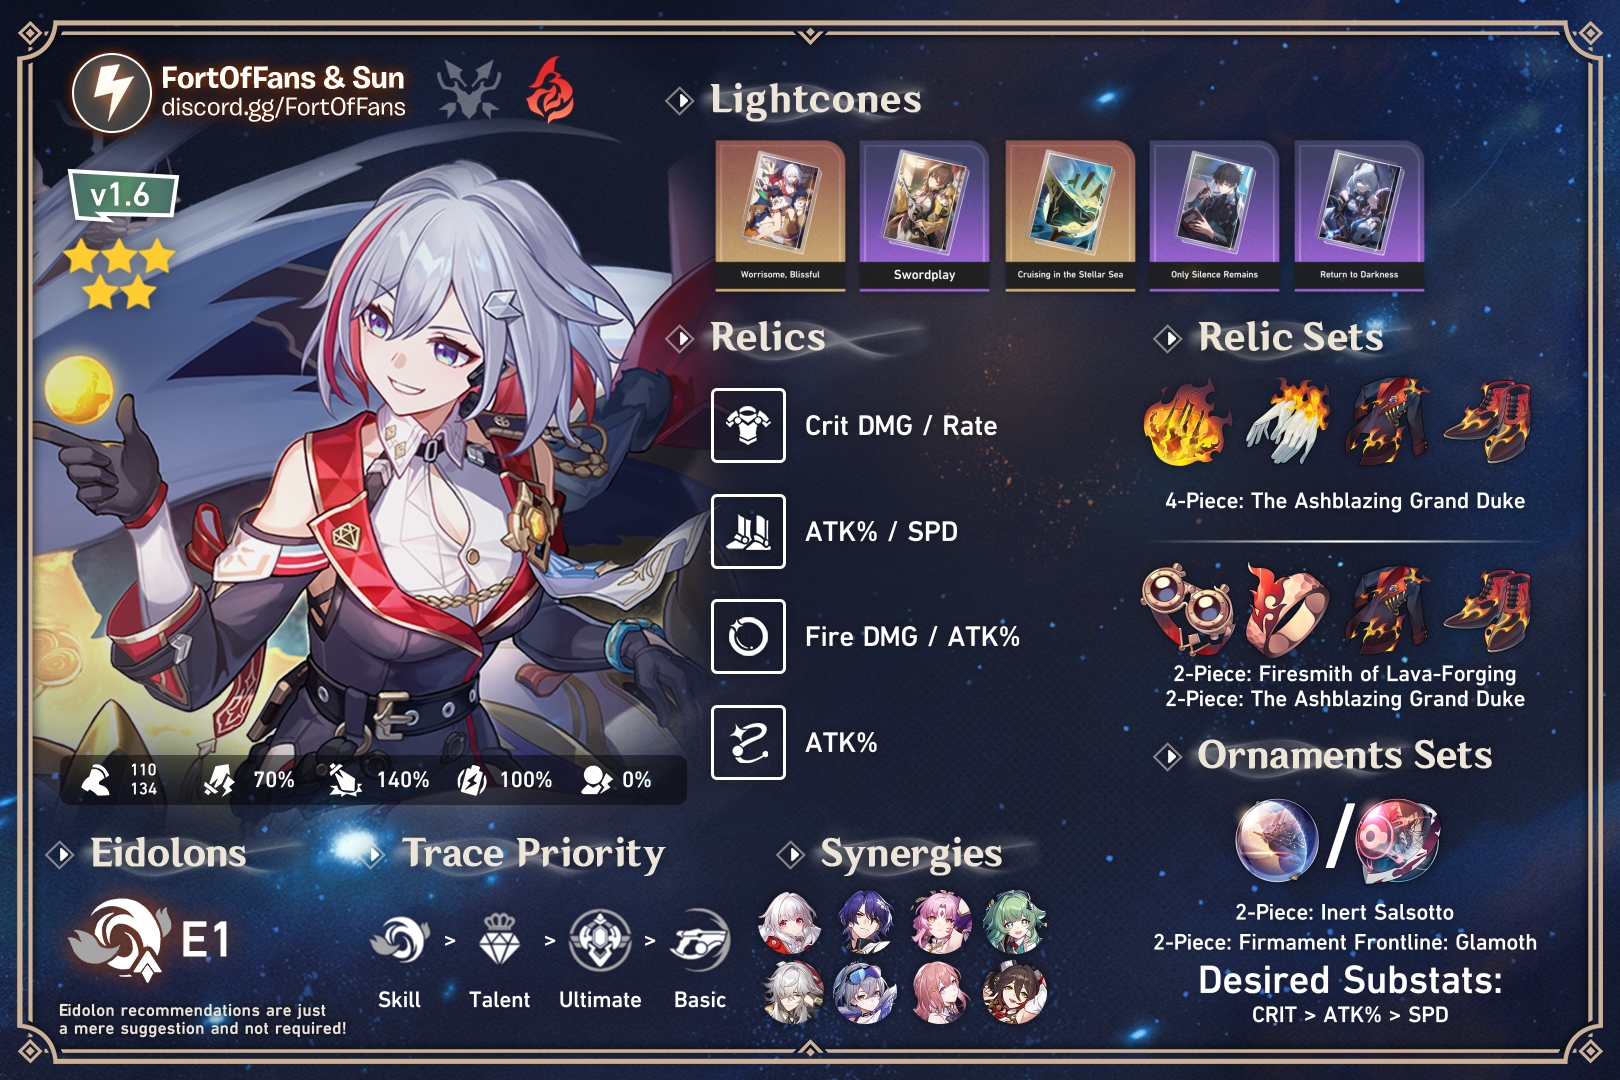 FortOfFans & Sun
discord.gg/FortOfFans
v1.6
Lightcones
Worrisome, Blissful
Swordplay
Cruising in the Stellar Sea
Only Silence Remains
Return to Darkness
Relics
Crit DMG / Rate
ATK% / SPD
Fire DMG / ATK%
ATK%
Relic Sets
4-Piece: The Ashblazing Grand Duke
2-Piece: Firesmith of Lava-Forging
2-Piece: The Ashblazing Grand Duke
Ornaments Sets
/
2-Piece: Inert Salsotto
2-Piece: Firmament Frontline: Glamoth
Desired Substats:
CRIT > ATK% > SPD
110
134
70%
140%
100%
0%
Eidolons
E1
Eidolon recommendations are just
a mere suggestion and not required!
Trace Priority
> > >
Skill Talent Ultimate Basic
Synergies